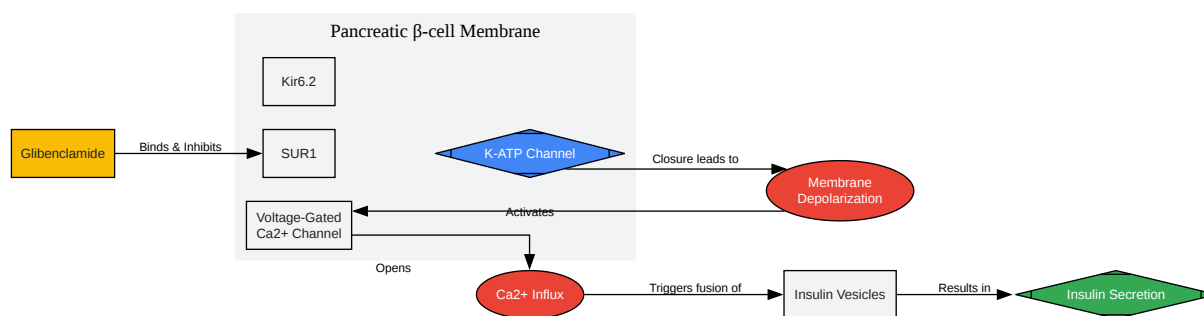 Pancreatic β-cell Membrane
Kir6.2
Glibenclamide
Binds & Inhibits
SUR1
K-ATP Channel
Closure leads to
Membrane
Depolarization
Voltage-Gated
Ca2+ Channel
Activates
Opens
Ca2+ Influx
Triggers fusion of
Insulin Vesicles
Results in
Insulin Secretion